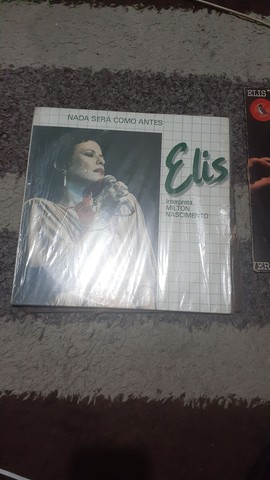 NADA SERÁ COMO ANTES
Elis
interpreta
MILTON
NASCIMENTO
ELIS